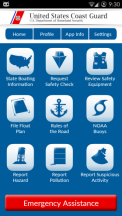 9:30
United States Coast Guard
U.S. Department of Homeland Security
Home
Profile
App Info
Settings
State Boating
Information
Request
Safety Check
Review Safety
Equipment
File Float
Plan
Rules of
the Road
NOAA
Buoys
Report
Hazard
Report
Pollution
Report Suspicious
Activity
Emergency Assistance